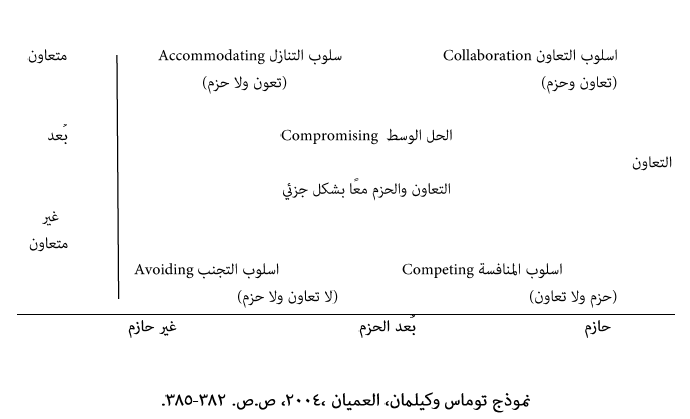 متعاون
سلوب التنازل Accommodating
اسلوب التعاون Collaboration
(تعون ولا حزم)
(تعاون وحزم)
بُعد
الحل الوسط Compromising
التعاون
التعاون والحزم معًا بشكل جزئي
غير
متعاون
اسلوب التجنب Avoiding
اسلوب المنافسة Competing
(لا تعاون ولا حزم)
(حزم ولا تعاون)
غير حازم
بُعد الحزم
حازم
نموذج توماس وكيلمان، العميان ،٢٠٠٤، ص.ص. ٣٨٢-٣٨٥.